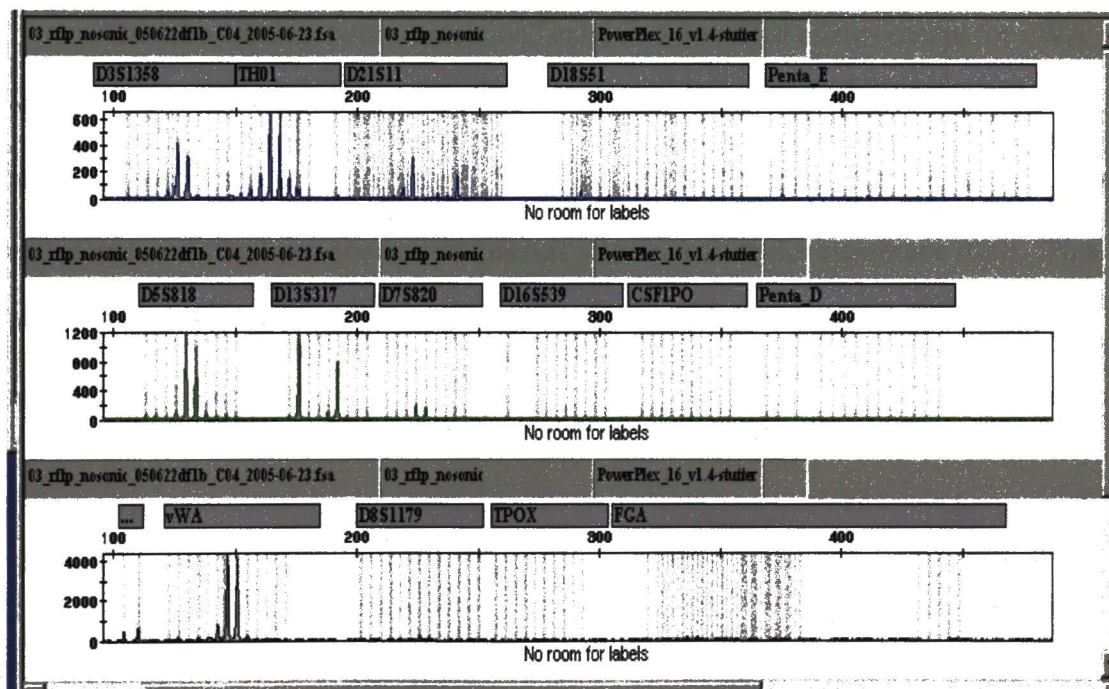 03_rflp_nosonic_050622df1b_C04_2005-06-23.fsa 03_rflp_nosonic PowerPlex_16_v1.4-stutter
D3S1358 TH01 D21S11 D18S51 Penta_E
100 200 300 400
600
400
200
0
No room for labels
03_rflp_nosonic_050622df1b_C04_2005-06-23.fsa 03_rflp_nosonic PowerPlex_16_v1.4-stutter
D5S818 D13S317 D7S820 D16S539 CSF1PO Penta_D
100 200 300 400
1200
800
400
0
No room for labels
03_rflp_nosonic_050622df1b_C04_2005-06-23.fsa 03_rflp_nosonic PowerPlex_16_v1.4-stutter
... vWA D8S1179 TPOX FGA
100 200 300 400
4000
2000
0
No room for labels